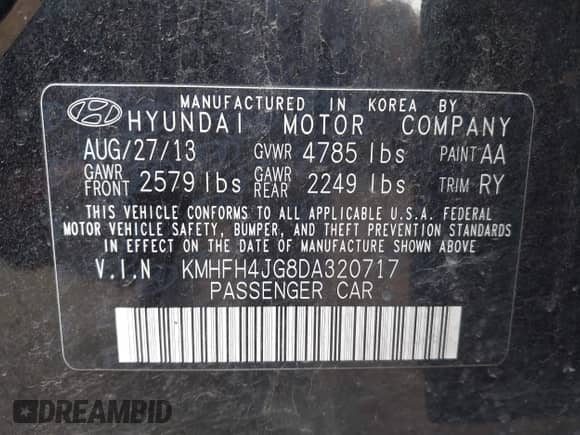 MANUFACTURED IN KOREA BY
HYUNDAI MOTOR COMPANY
AUG/27/13 GVWR 4785 lbs PAINT AA
GAWR FRONT 2579 lbs GAWR REAR 2249 lbs TRIM RY
THIS VEHICLE CONFORMS TO ALL APPLICABLE U.S.A. FEDERAL
MOTOR VEHICLE SAFETY, BUMPER, AND THEFT PREVENTION STANDARDS
IN EFFECT ON THE DATE OF MANUFACTURE SHOWN ABOVE
V.I.N KMHFH4JG8DA320717
PASSENGER CAR
DREAMBID